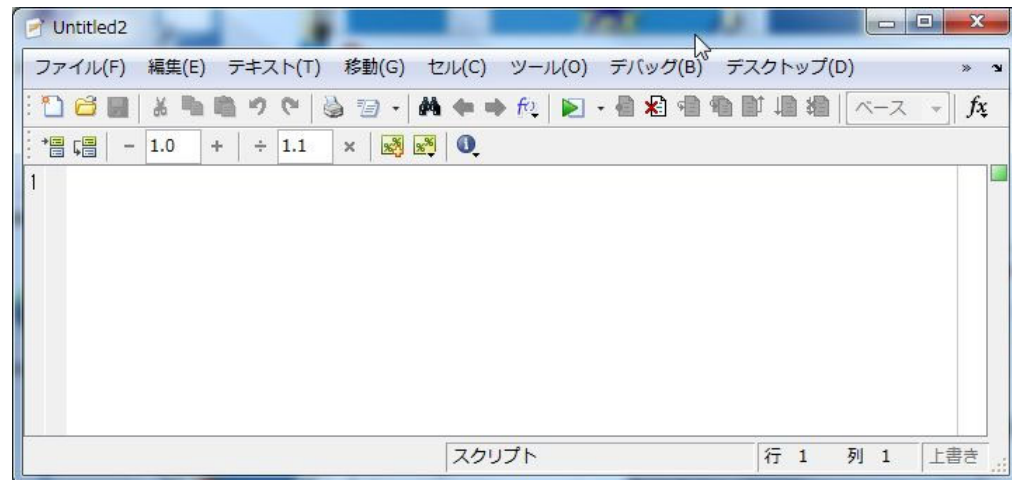 Untitled2
ファイル(F) 編集(E) テキスト(T) 移動(G) セル(C) ツール(O) デバッグ(B) デスクトップ(D) »
ベース fx
− 1.0 + ÷ 1.1 ×
1
スクリプト 行 1 列 1 上書き